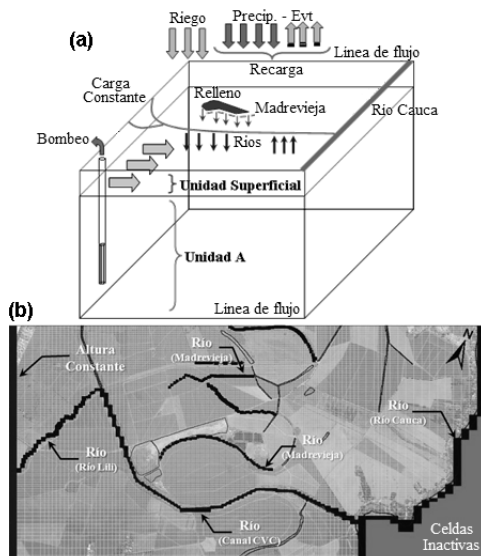 (a)
Riego
Precip. - Evt
Linea de flujo
Recarga
Carga
Constante
Relleno
Madrevieja
Rio Cauca
Bombeo
Rios
Unidad Superficial
Unidad A
Linea de flujo
(b)
Altura
Constante
Rio
(Madrevieja)
N
Rio
(Rio Cauca)
Rio
(Rio Lili)
Rio
(Madrevieja)
Rio
(Canal CVC)
Celdas
Inactivas